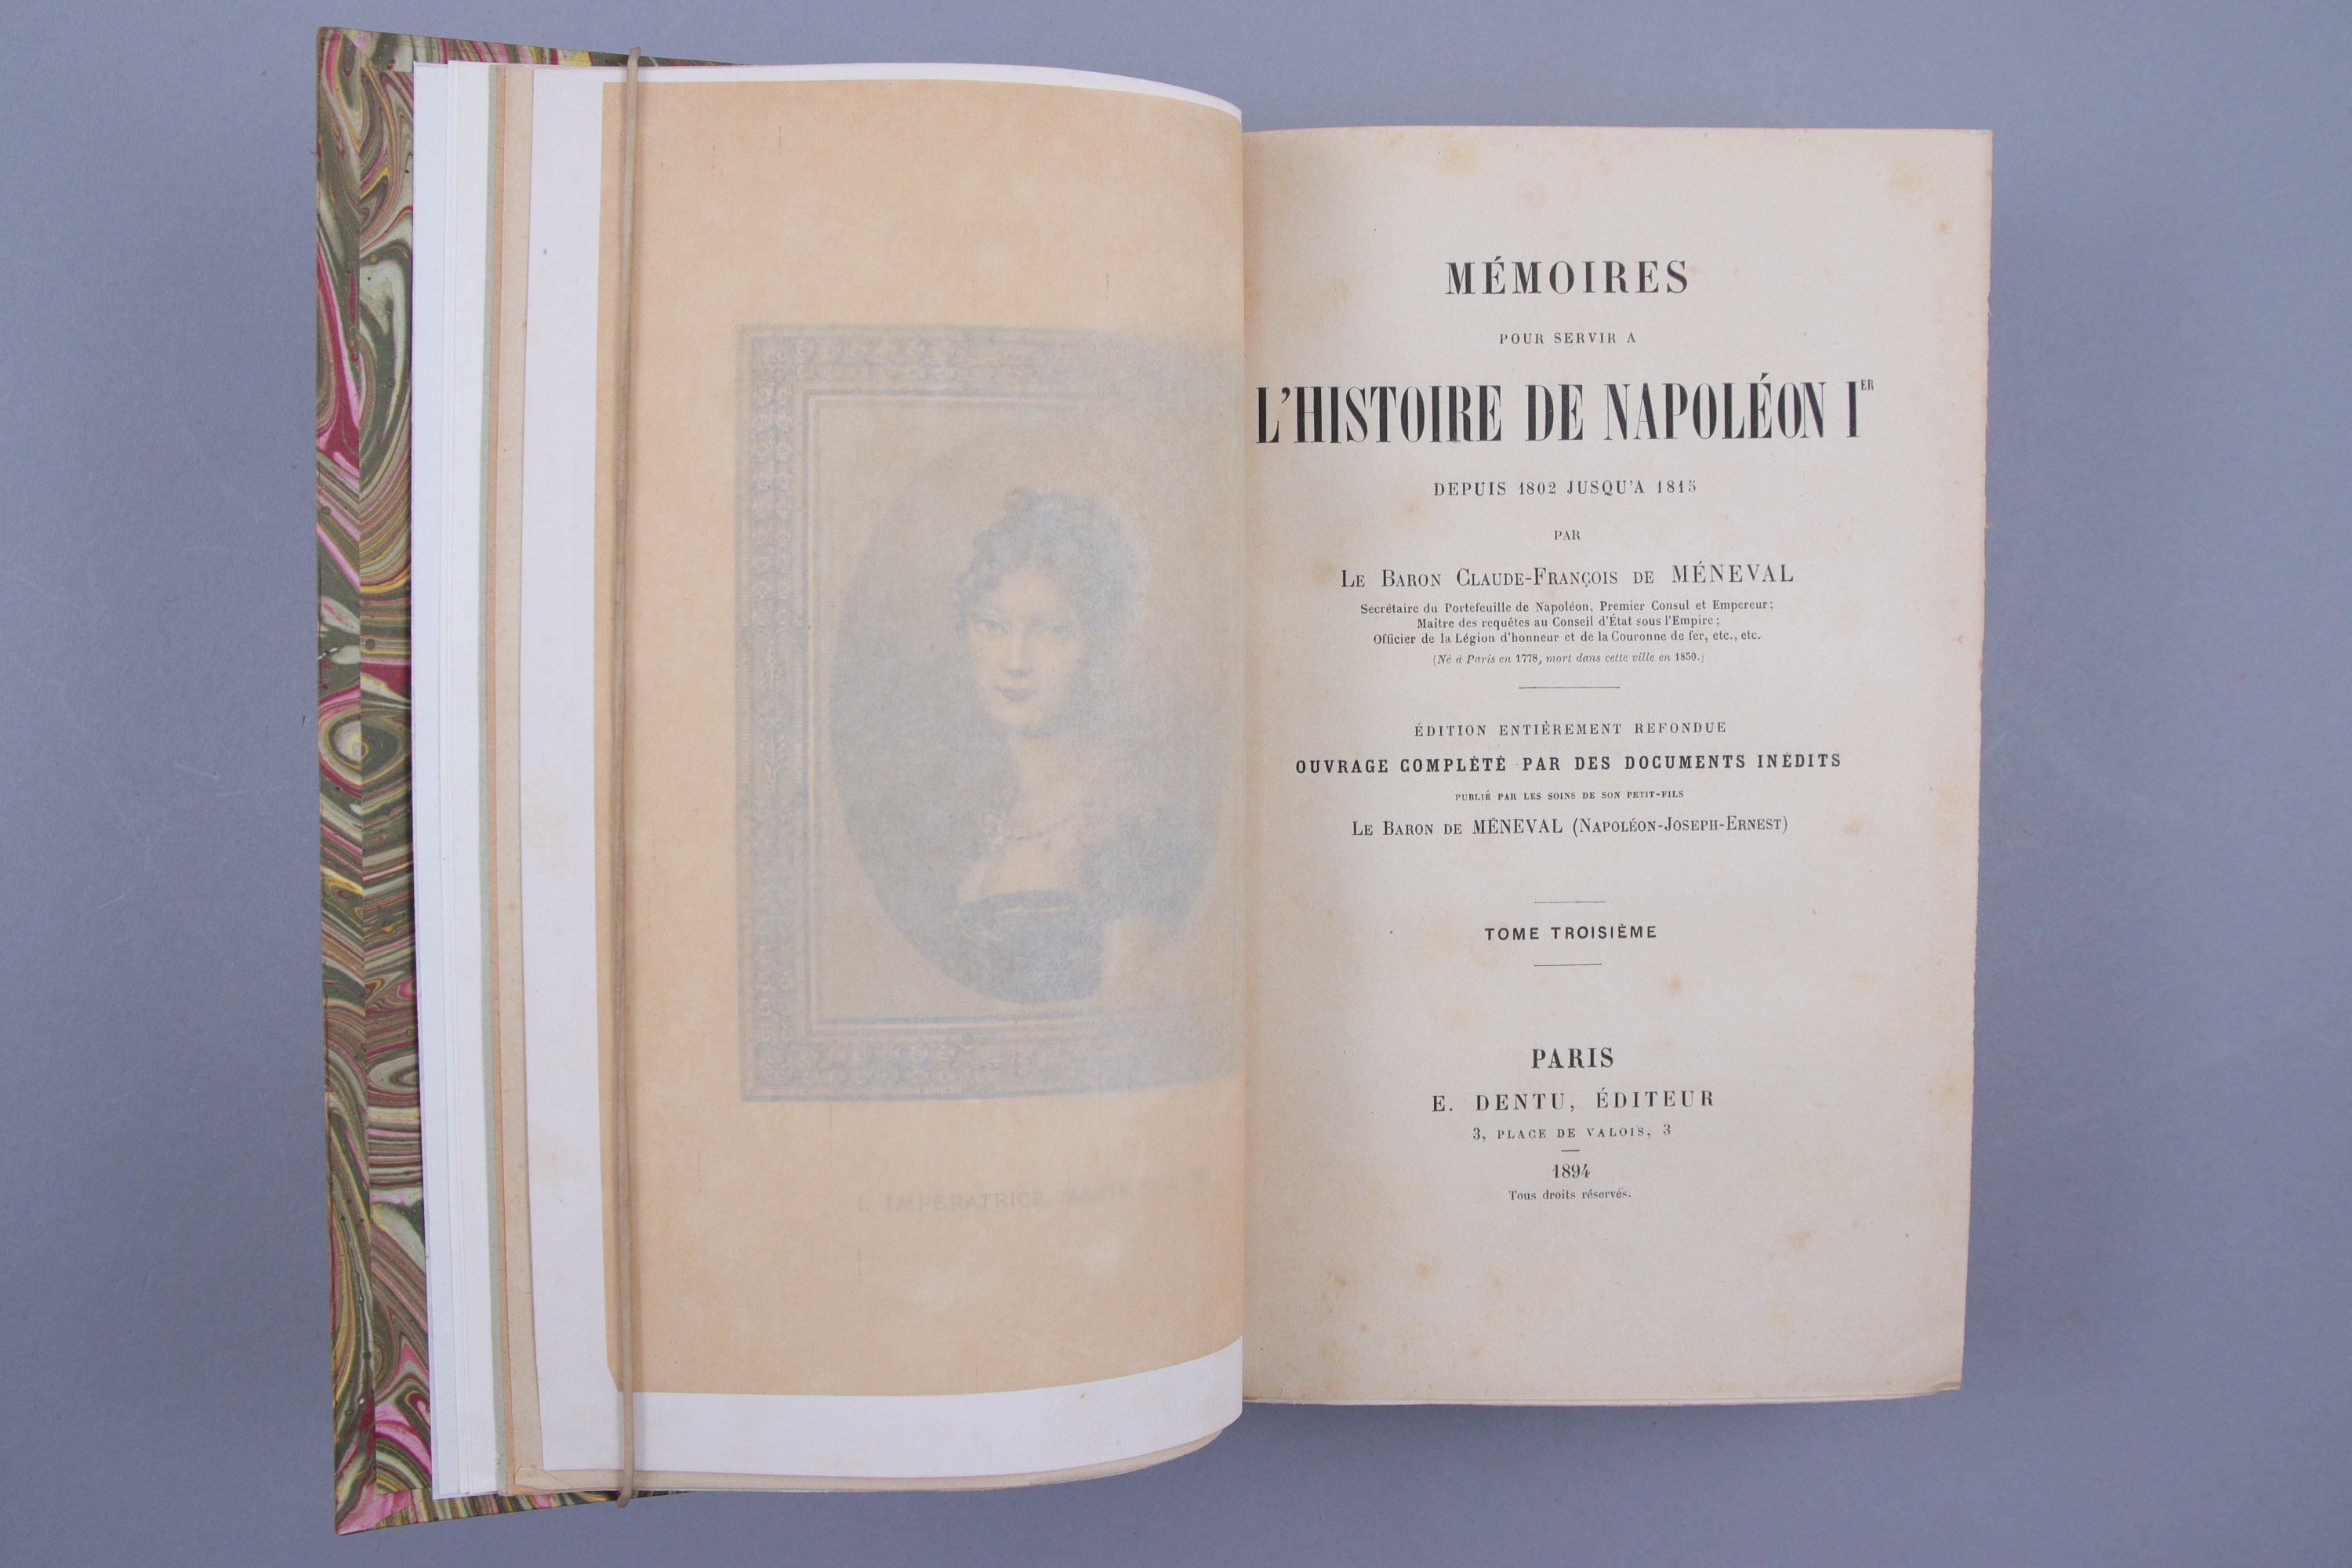 L'IMPÉRATRICE
MÉMOIRES
POUR SERVIR A
L'HISTOIRE DE NAPOLÉON IER
DEPUIS 1802 JUSQU'A 1815
PAR
LE BARON CLAUDE-FRANÇOIS DE MÉNEVAL
Secrétaire du Portefeuille de Napoléon, Premier Consul et Empereur;
Maître des requêtes au Conseil d'État sous l'Empire;
Officier de la Légion d'honneur et de la Couronne de fer, etc., etc.
(Né à Paris en 1778, mort dans cette ville en 1850.)
ÉDITION ENTIÈREMENT REFONDUE
OUVRAGE COMPLÉTÉ PAR DES DOCUMENTS INÉDITS
PUBLIÉ PAR LES SOINS DE SON PETIT-FILS
LE BARON DE MÉNEVAL (NAPOLÉON-JOSEPH-ERNEST)
TOME TROISIÈME
PARIS
E. DENTU, ÉDITEUR
3, PLACE DE VALOIS, 3
1894
Tous droits réservés.